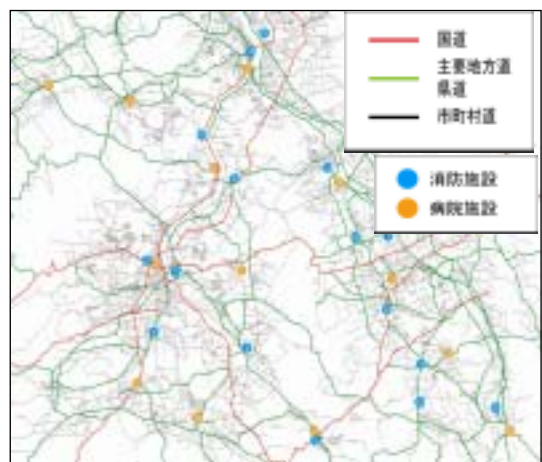 国道
主要地方道
県道
市町村道
消防施設
病院施設